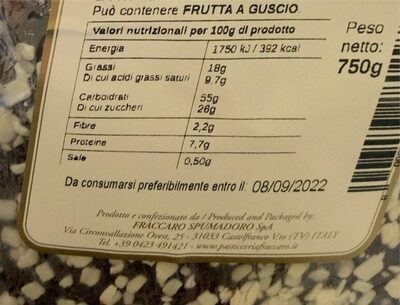 Può contenere FRUTTA A GUSCIO.
Valori nutrizionali per 100g di prodotto
Energia 1750 kJ / 392 kcal
Grassi 18g
Di cui acidi grassi saturi 9,7g
Carboidrati 55g
Di cui zuccheri 26g
Fibre 2,2g
Proteine 7,7g
Sale 0,50g
Peso
netto:
750g
Da consumarsi preferibilmente entro il: 08/09/2022
Prodotto e confezionato da / Produced and Packaged by:
FRACCARO SPUMADORO SpA
Via Circonvallazione Ovest, 25 - 31033 Castelfranco V.to (TV) ITALY
Tel. +39 0423 491421 - www.pasticceriafraccaro.it